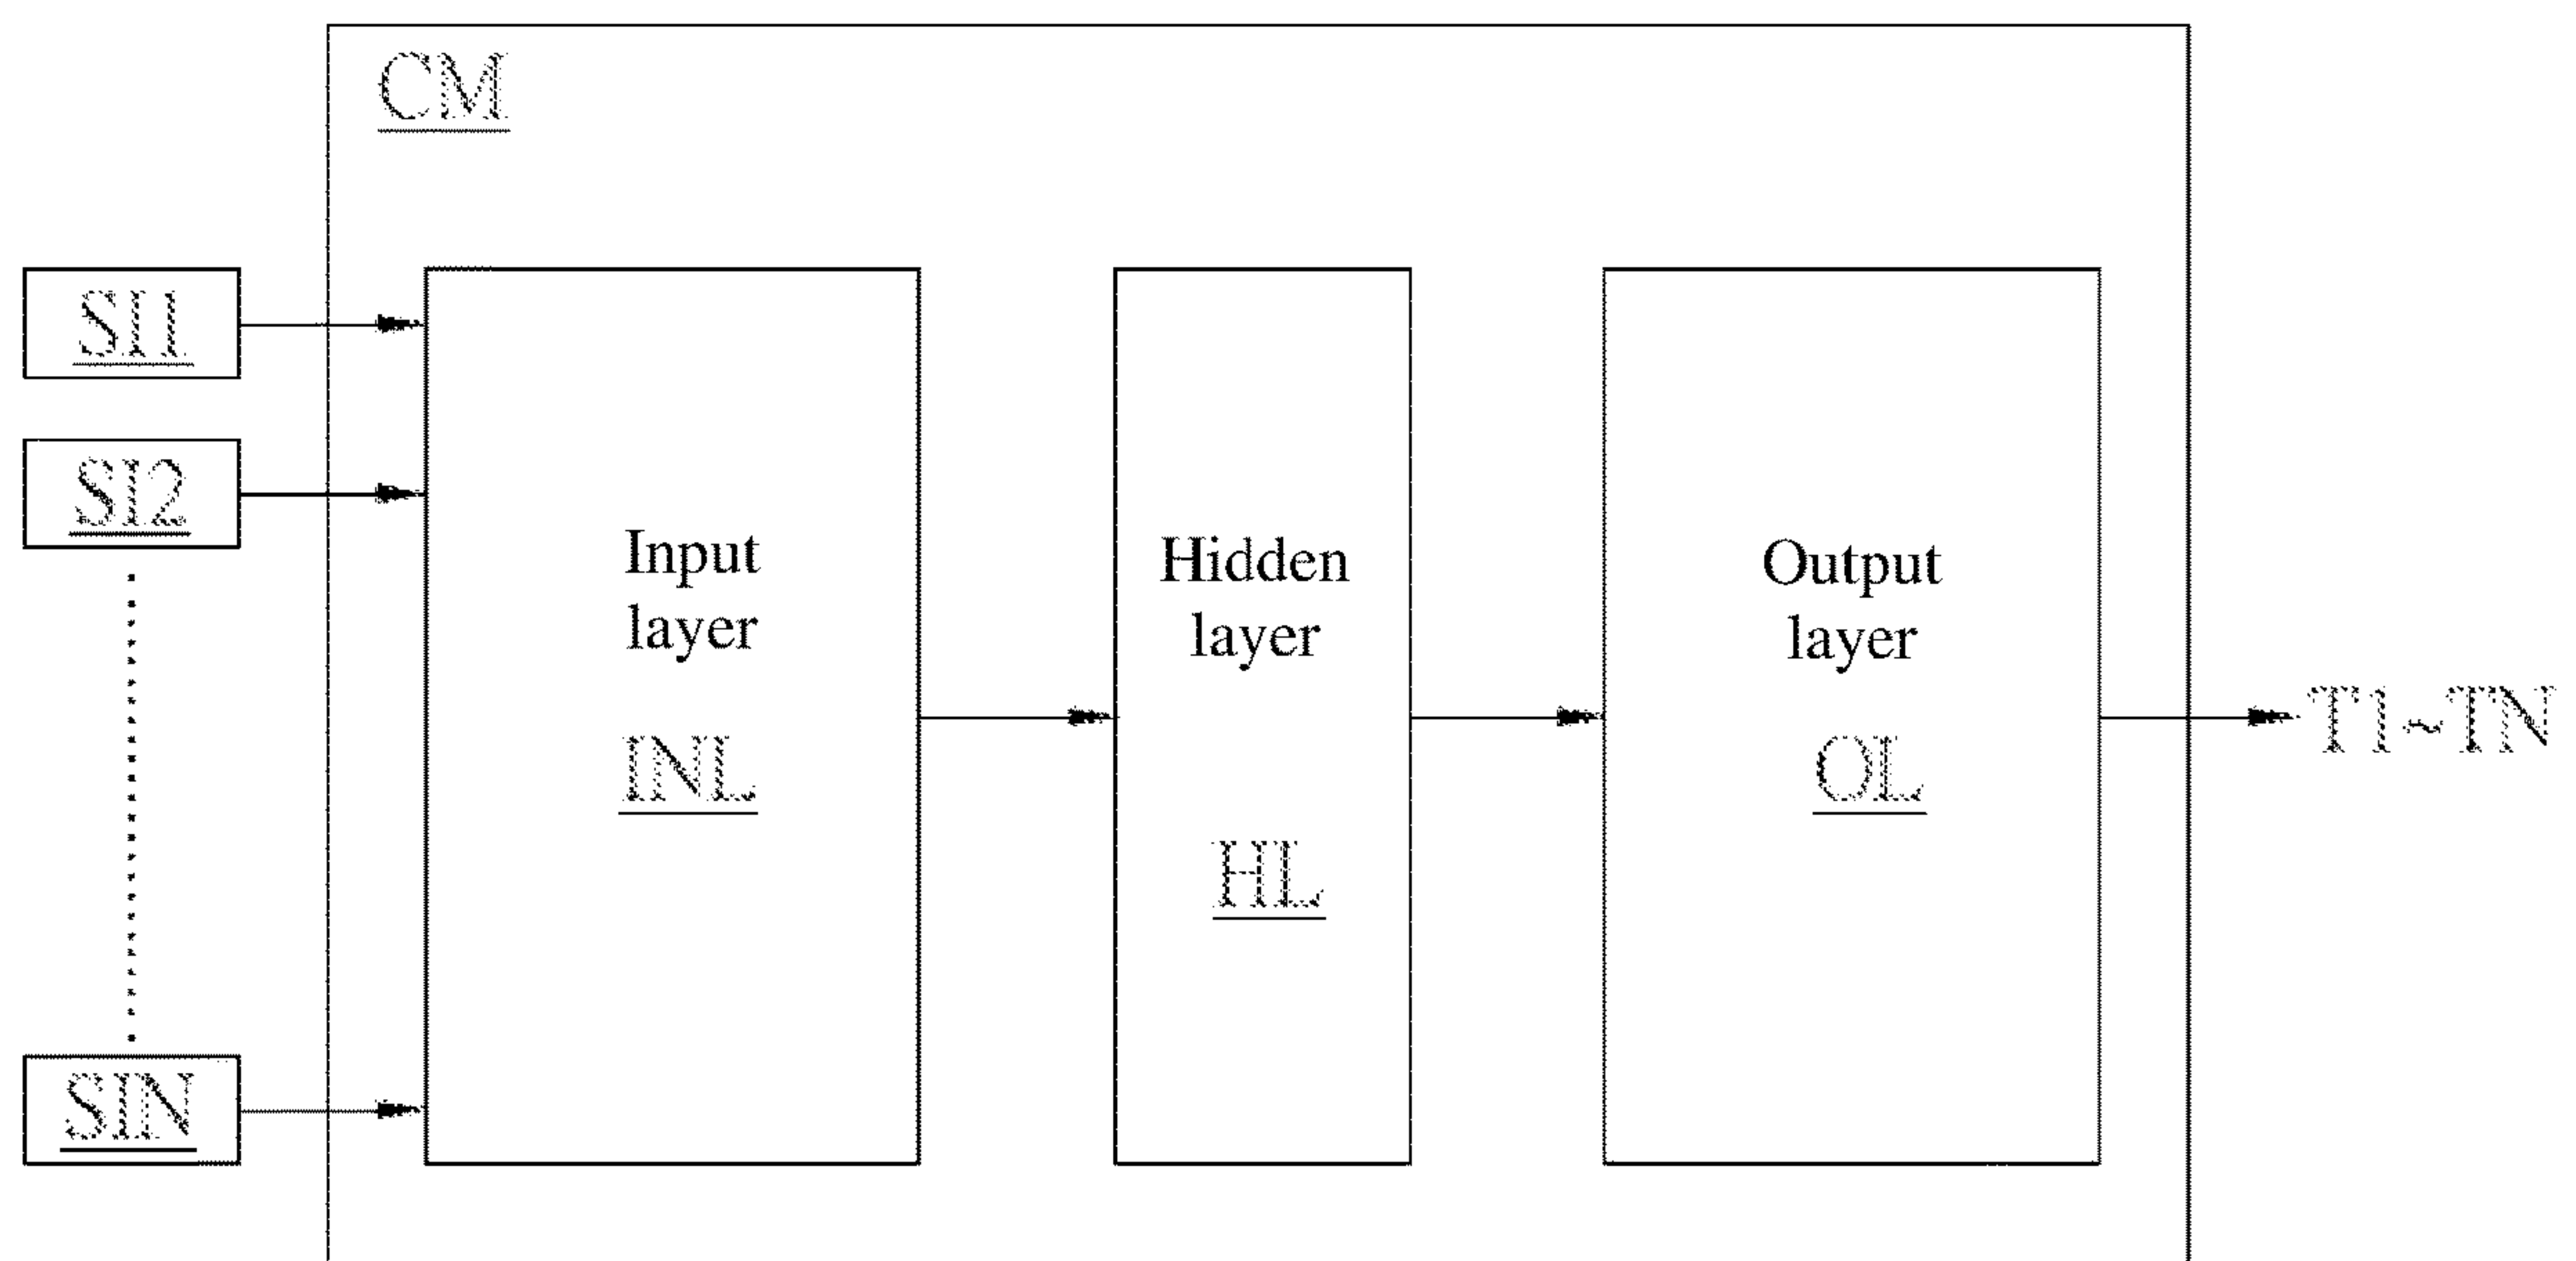 CM
SI1
SI2
SIN
Input
layer
INL
Hidden
layer
HL
Output
layer
OL
T1~TN